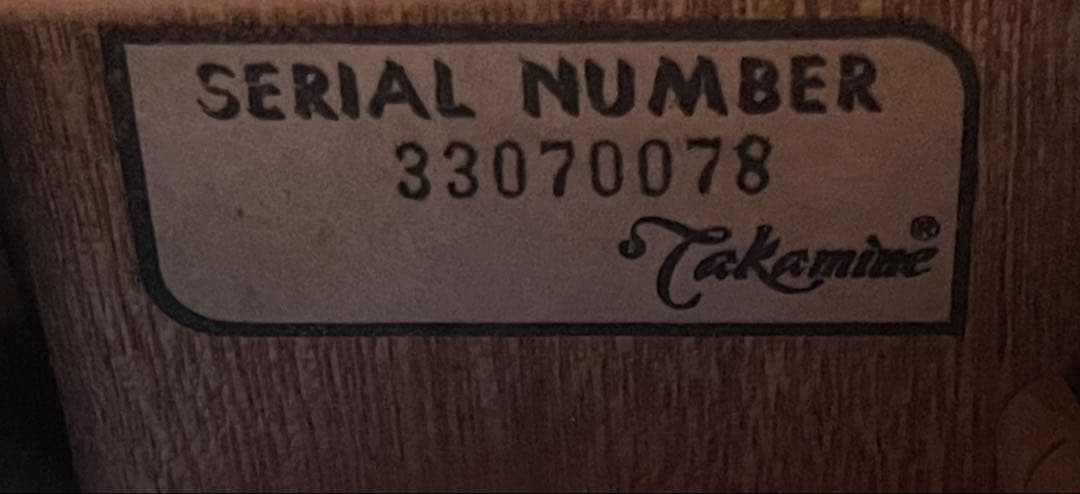 SERIAL NUMBER
33070078
Takamine®